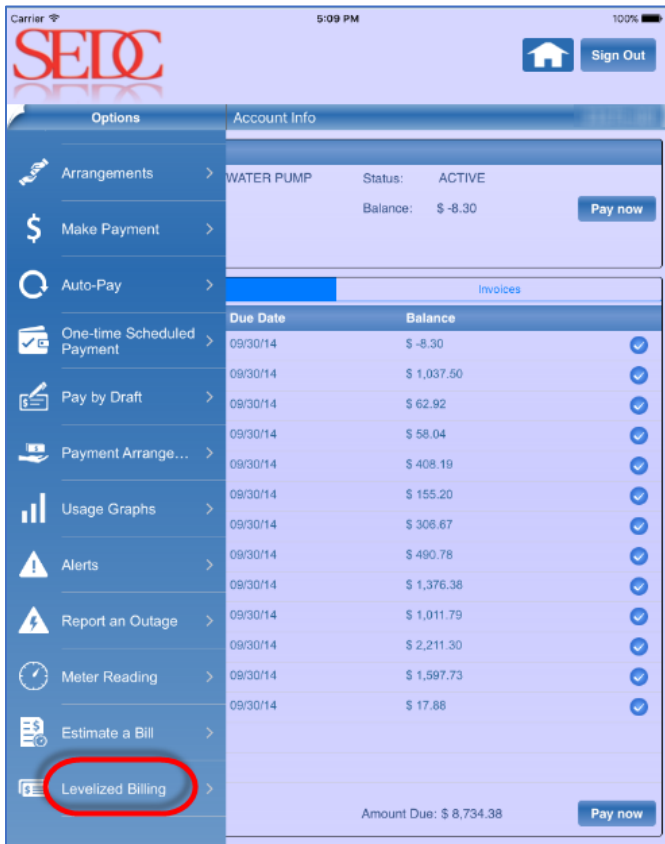 Carrier 5:09 PM 100%
SEDC
Sign Out
Options Account Info
Arrangements
WATER PUMP Status: ACTIVE
Balance: $ -8.30 Pay now
Make Payment
Auto-Pay
Invoices
Due Date Balance
One-time Scheduled
Payment
09/30/14 $ -8.30
09/30/14 $ 1,037.50
Pay by Draft
09/30/14 $ 62.92
09/30/14 $ 58.04
Payment Arrange...
09/30/14 $ 408.19
09/30/14 $ 155.20
Usage Graphs
09/30/14 $ 306.67
09/30/14 $ 490.78
Alerts
09/30/14 $ 1,376.38
09/30/14 $ 1,011.79
Report an Outage
09/30/14 $ 2,211.30
09/30/14 $ 1,597.73
Meter Reading
09/30/14 $ 17.88
Estimate a Bill
Levelized Billing
Amount Due: $ 8,734.38 Pay now